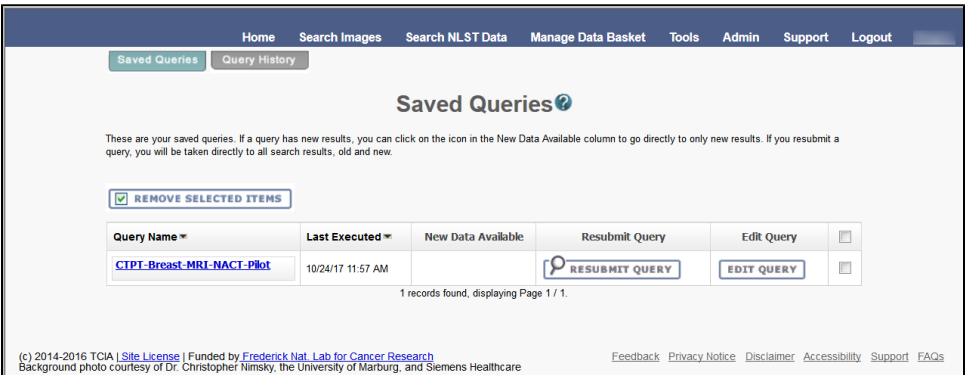 Home Search Images Search NLST Data Manage Data Basket Tools Admin Support Logout
Saved Queries Query History
Saved Queries?
These are your saved queries. If a query has new results, you can click on the icon in the New Data Available column to go directly to only new results. If you resubmit a
query, you will be taken directly to all search results, old and new.
REMOVE SELECTED ITEMS
Query Name Last Executed New Data Available Resubmit Query Edit Query
CTPT-Breast-MRI-NACT-Pilot 10/24/17 11:57 AM RESUBMIT QUERY EDIT QUERY
1 records found, displaying Page 1 / 1.
(c) 2014-2016 TCIA | Site License | Funded by Frederick Nat. Lab for Cancer Research Feedback Privacy Notice Disclaimer Accessibility Support FAQs
Background photo courtesy of Dr. Christopher Nimsky, the University of Marburg, and Siemens Healthcare